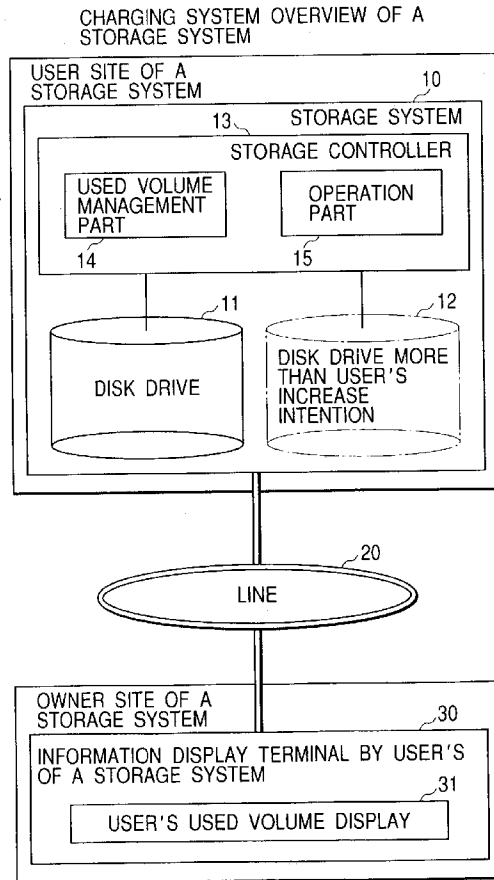 CHARGING SYSTEM OVERVIEW OF A
STORAGE SYSTEM
USER SITE OF A
STORAGE SYSTEM
10
STORAGE SYSTEM
13
STORAGE CONTROLLER
USED VOLUME
MANAGEMENT
PART
14
OPERATION
PART
15
11
DISK DRIVE
12
DISK DRIVE MORE
THAN USER'S
INCREASE
INTENTION
20
LINE
OWNER SITE OF A
STORAGE SYSTEM
30
INFORMATION DISPLAY TERMINAL BY USER'S
OF A STORAGE SYSTEM
31
USER'S USED VOLUME DISPLAY